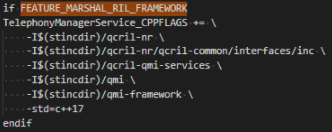 if FEATURE_MARSHAL_RIL_FRAMEWORK
TelephonyManagerService_CPPFLAGS += \
    -I$(stincdir)/qcril-nr \
    -I$(stincdir)/qcril-nr/qcril-common/interfaces/inc \
    -I$(stincdir)/qcril-qmi-services \
    -I$(stincdir)/qmi \
    -I$(stincdir)/qmi-framework \
    -std=c++17
endif